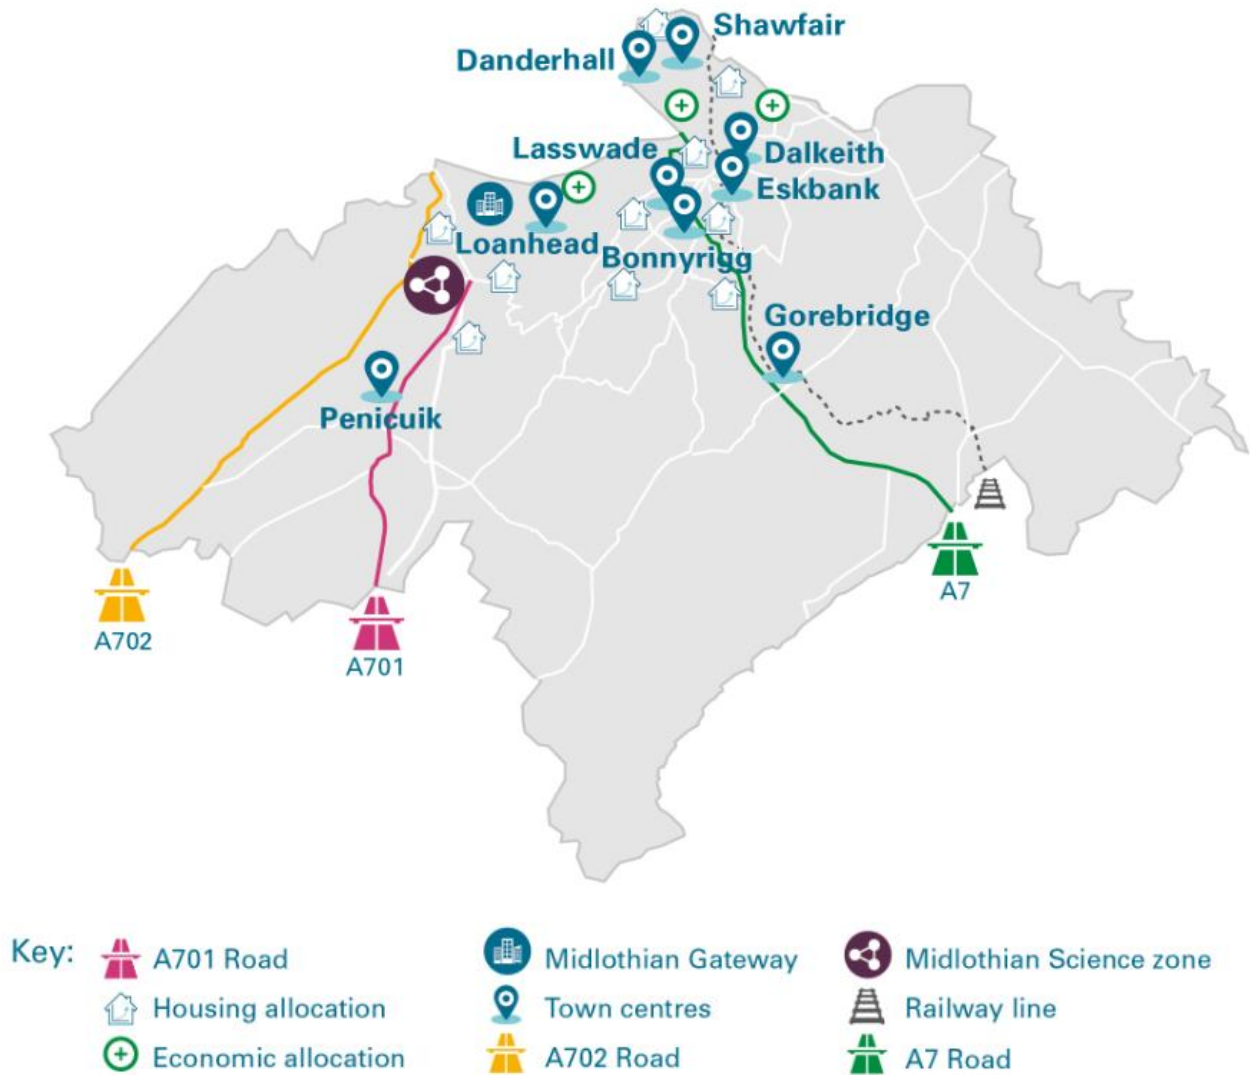 Shawfair
Danderhall
Lasswade
Dalkeith
Eskbank
Loanhead
Bonnyrigg
Gorebridge
Penicuik
A7
A702
A701
Key:
A701 Road
Midlothian Gateway
Midlothian Science zone
Housing allocation
Town centres
Railway line
Economic allocation
A702 Road
A7 Road